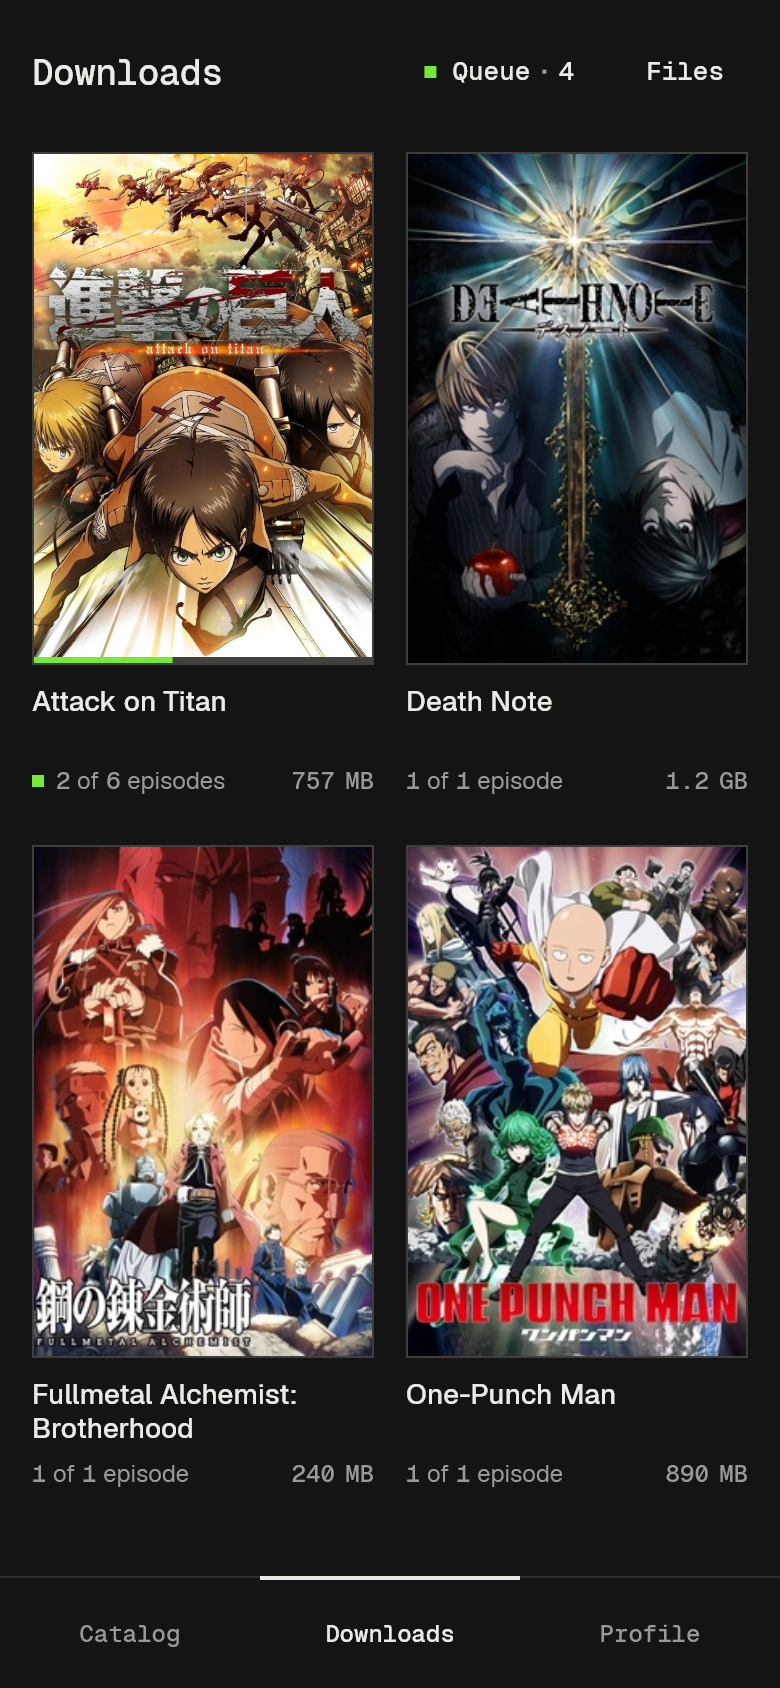 Downloads
Queue · 4
Files
進撃の巨人
attack on titan
DEATHNOTE
デスノート
Attack on Titan
Death Note
2 of 6 episodes
757 MB
1 of 1 episode
1.2 GB
鋼の錬金術師
FULLMETAL ALCHEMIST
ONE PUNCH MAN
ワンパンマン
Fullmetal Alchemist:
Brotherhood
One-Punch Man
1 of 1 episode
240 MB
1 of 1 episode
890 MB
Catalog
Downloads
Profile